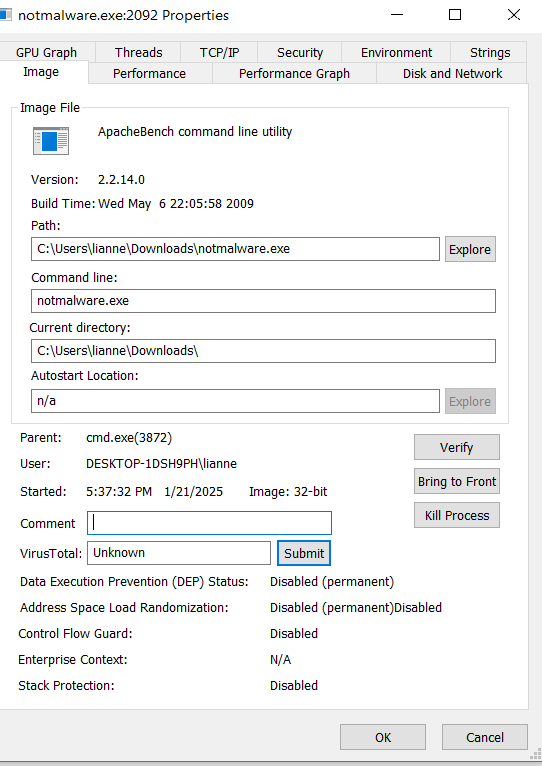 notmalware.exe:2092 Properties
GPU Graph Threads TCP/IP Security Environment Strings
Image Performance Performance Graph Disk and Network
Image File
ApacheBench command line utility
Version: 2.2.14.0
Build Time: Wed May  6 22:05:58 2009
Path:
C:\Users\lianne\Downloads\notmalware.exe Explore
Command line:
notmalware.exe
Current directory:
C:\Users\lianne\Downloads\
Autostart Location:
n/a Explore
Parent: cmd.exe(3872)
Verify
User: DESKTOP-1DSH9PH\lianne
Bring to Front
Started: 5:37:32 PM 1/21/2025 Image: 32-bit
Kill Process
Comment
VirusTotal: Unknown Submit
Data Execution Prevention (DEP) Status: Disabled (permanent)
Address Space Load Randomization: Disabled (permanent)Disabled
Control Flow Guard: Disabled
Enterprise Context: N/A
Stack Protection: Disabled
OK Cancel